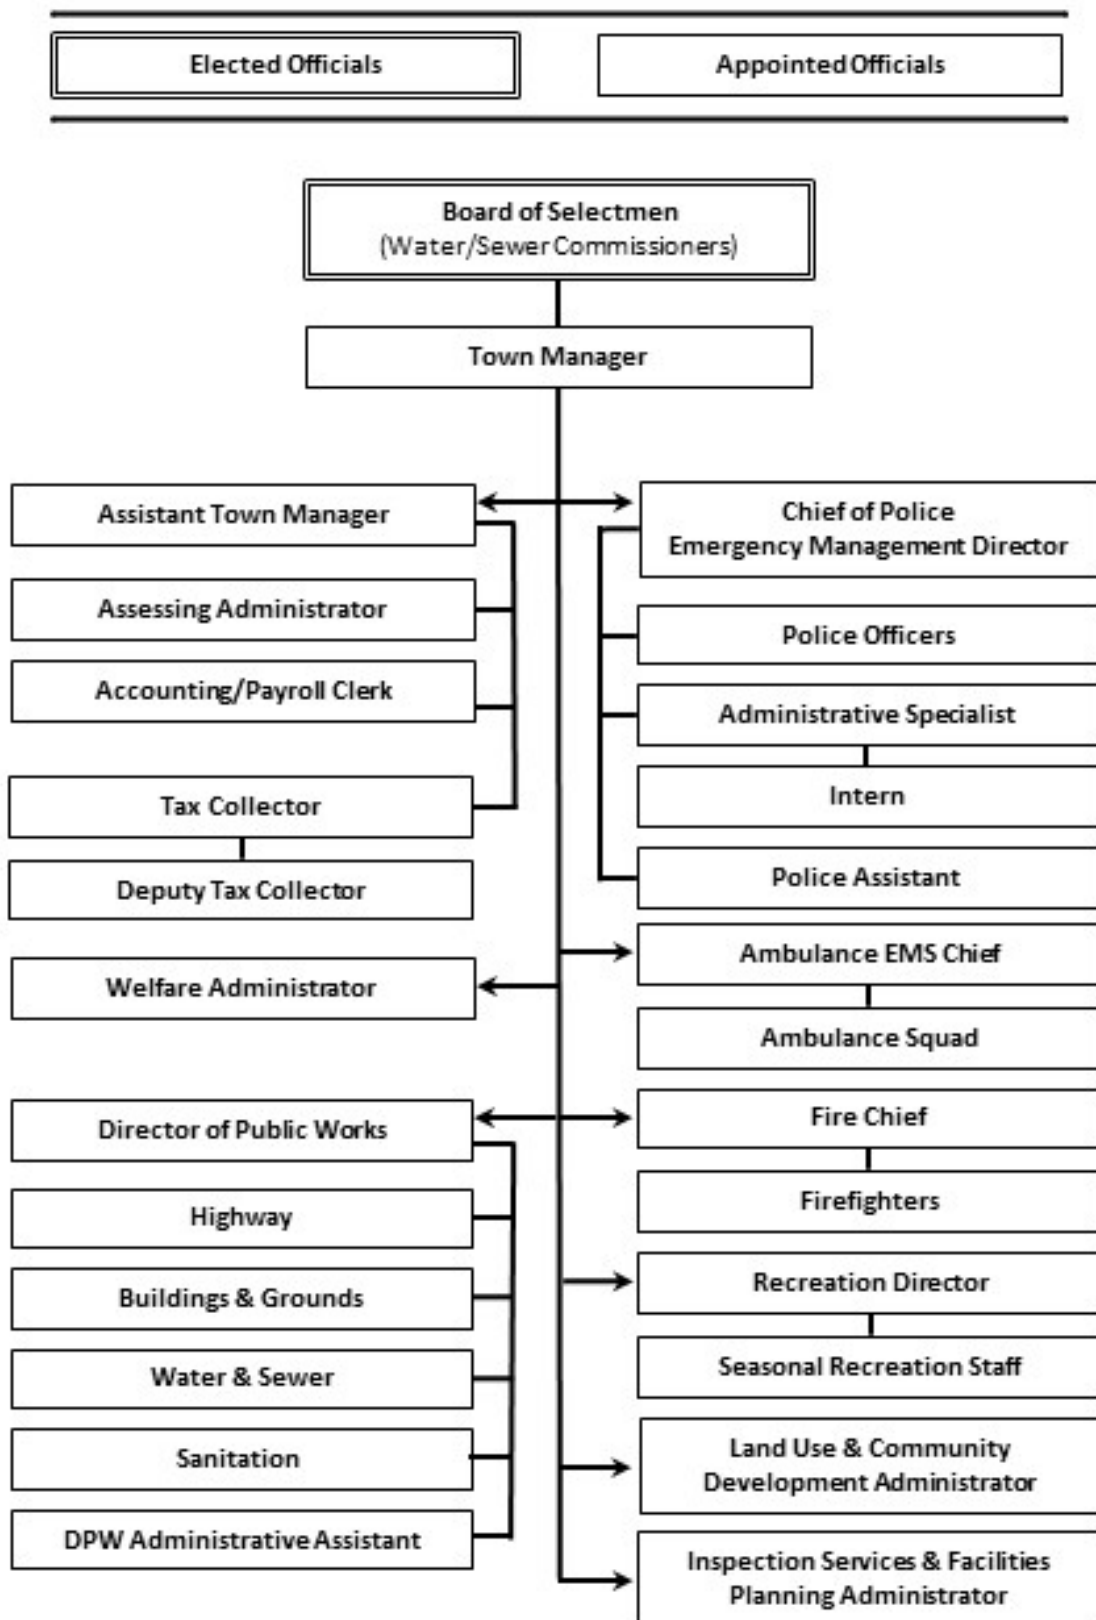 Elected Officials
Appointed Officials
Board of Selectmen
(Water/Sewer Commissioners)
Town Manager
Assistant Town Manager
Assessing Administrator
Accounting/Payroll Clerk
Tax Collector
Deputy Tax Collector
Welfare Administrator
Director of Public Works
Highway
Buildings & Grounds
Water & Sewer
Sanitation
DPW Administrative Assistant
Chief of Police
Emergency Management Director
Police Officers
Administrative Specialist
Intern
Police Assistant
Ambulance EMS Chief
Ambulance Squad
Fire Chief
Firefighters
Recreation Director
Seasonal Recreation Staff
Land Use & Community
Development Administrator
Inspection Services & Facilities
Planning Administrator